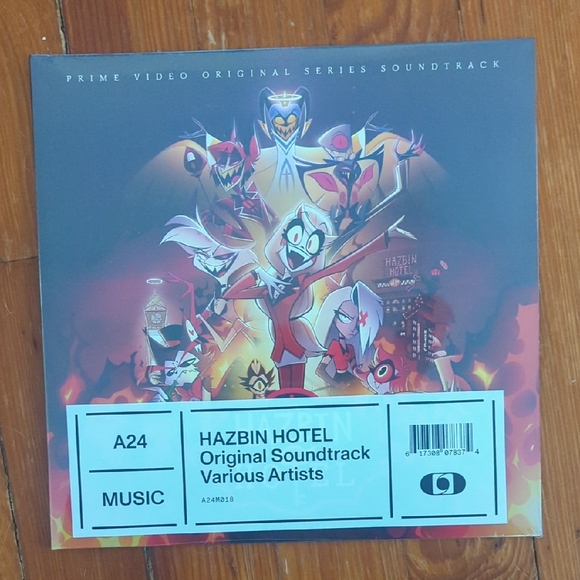 PRIME VIDEO ORIGINAL SERIES SOUNDTRACK
HAZBIN
HOTEL
A24
MUSIC
HAZBIN HOTEL
Original Soundtrack
Various Artists
A24M018
6 17308 07837 4